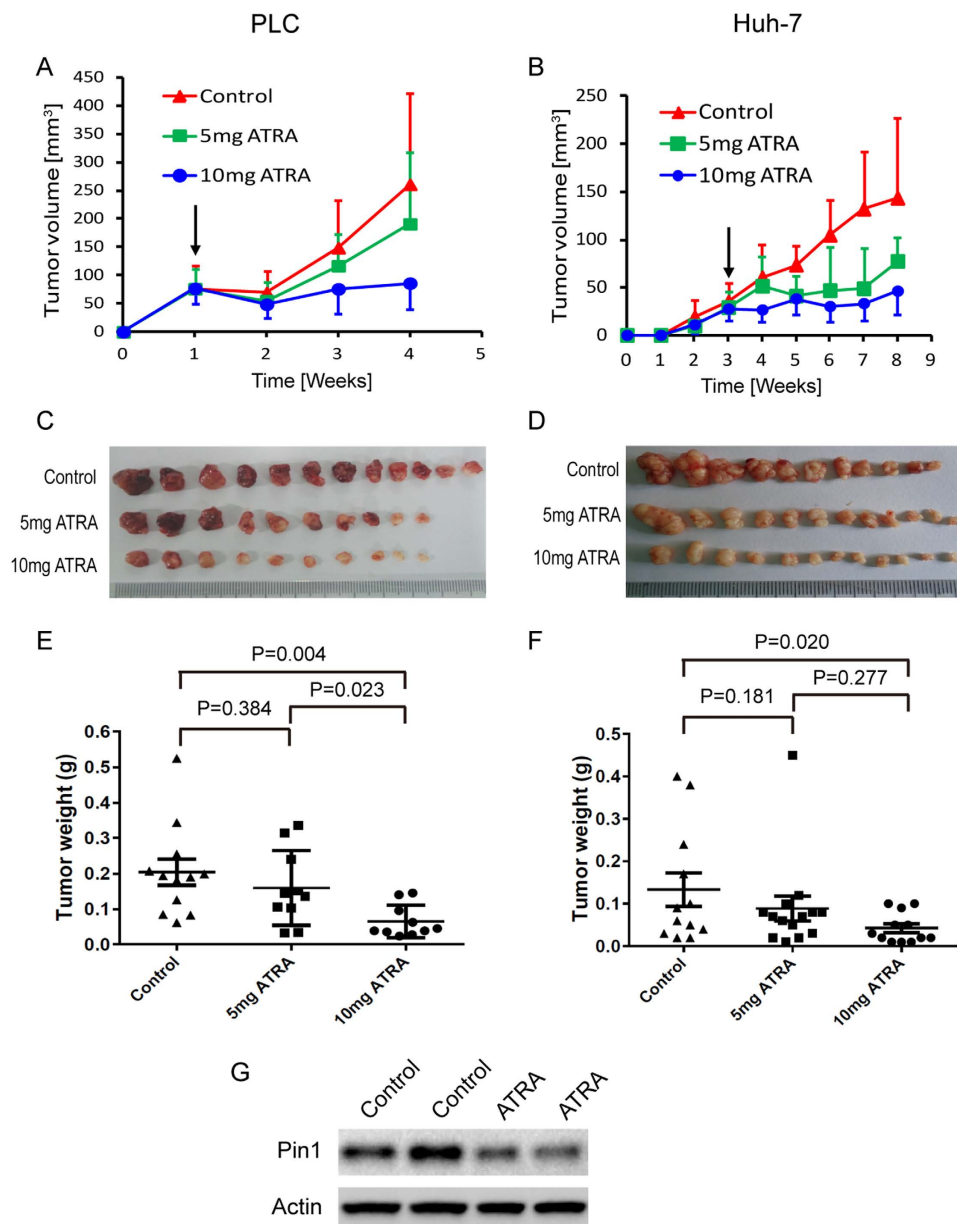 PLC
Huh-7
A
Tumor volume [mm³]
450
400
350
300
250
200
150
100
50
0
Control
5mg ATRA
10mg ATRA
0 1 2 3 4 5
Time [Weeks]
B
Tumor volume [mm³]
250
200
150
100
50
0
Control
5mg ATRA
10mg ATRA
0 1 2 3 4 5 6 7 8 9
Time [Weeks]
C
Control
5mg ATRA
10mg ATRA
D
Control
5mg ATRA
10mg ATRA
E
P=0.004
P=0.023
P=0.384
Tumor weight (g)
0.6
0.5
0.4
0.3
0.2
0.1
0.0
Control
5mg ATRA
10mg ATRA
F
P=0.020
P=0.277
P=0.181
Tumor weight (g)
0.5
0.4
0.3
0.2
0.1
0.0
Control
5mg ATRA
10mg ATRA
G
Control Control ATRA ATRA
Pin1
Actin